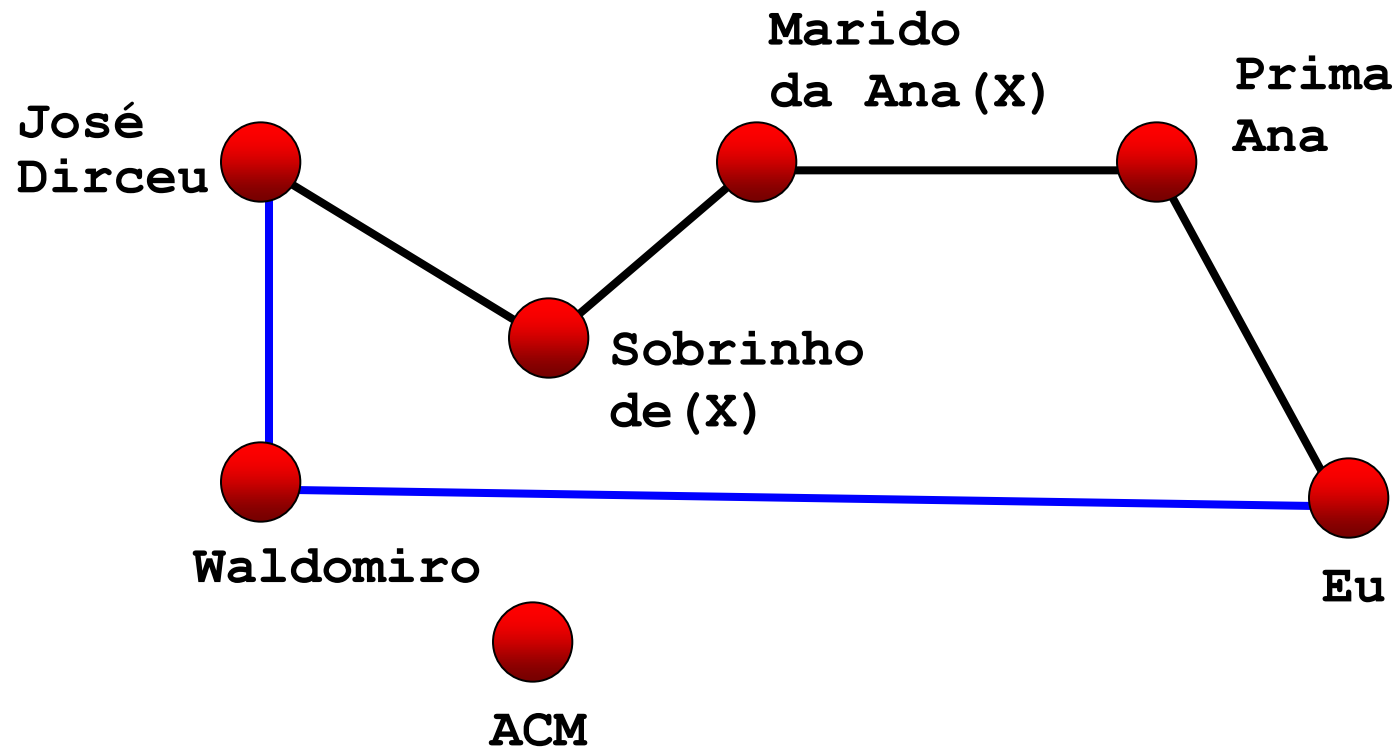 Marido
da Ana(X)
Prima
Ana
José
Dirceu
Sobrinho
de(X)
Waldomiro
Eu
ACM